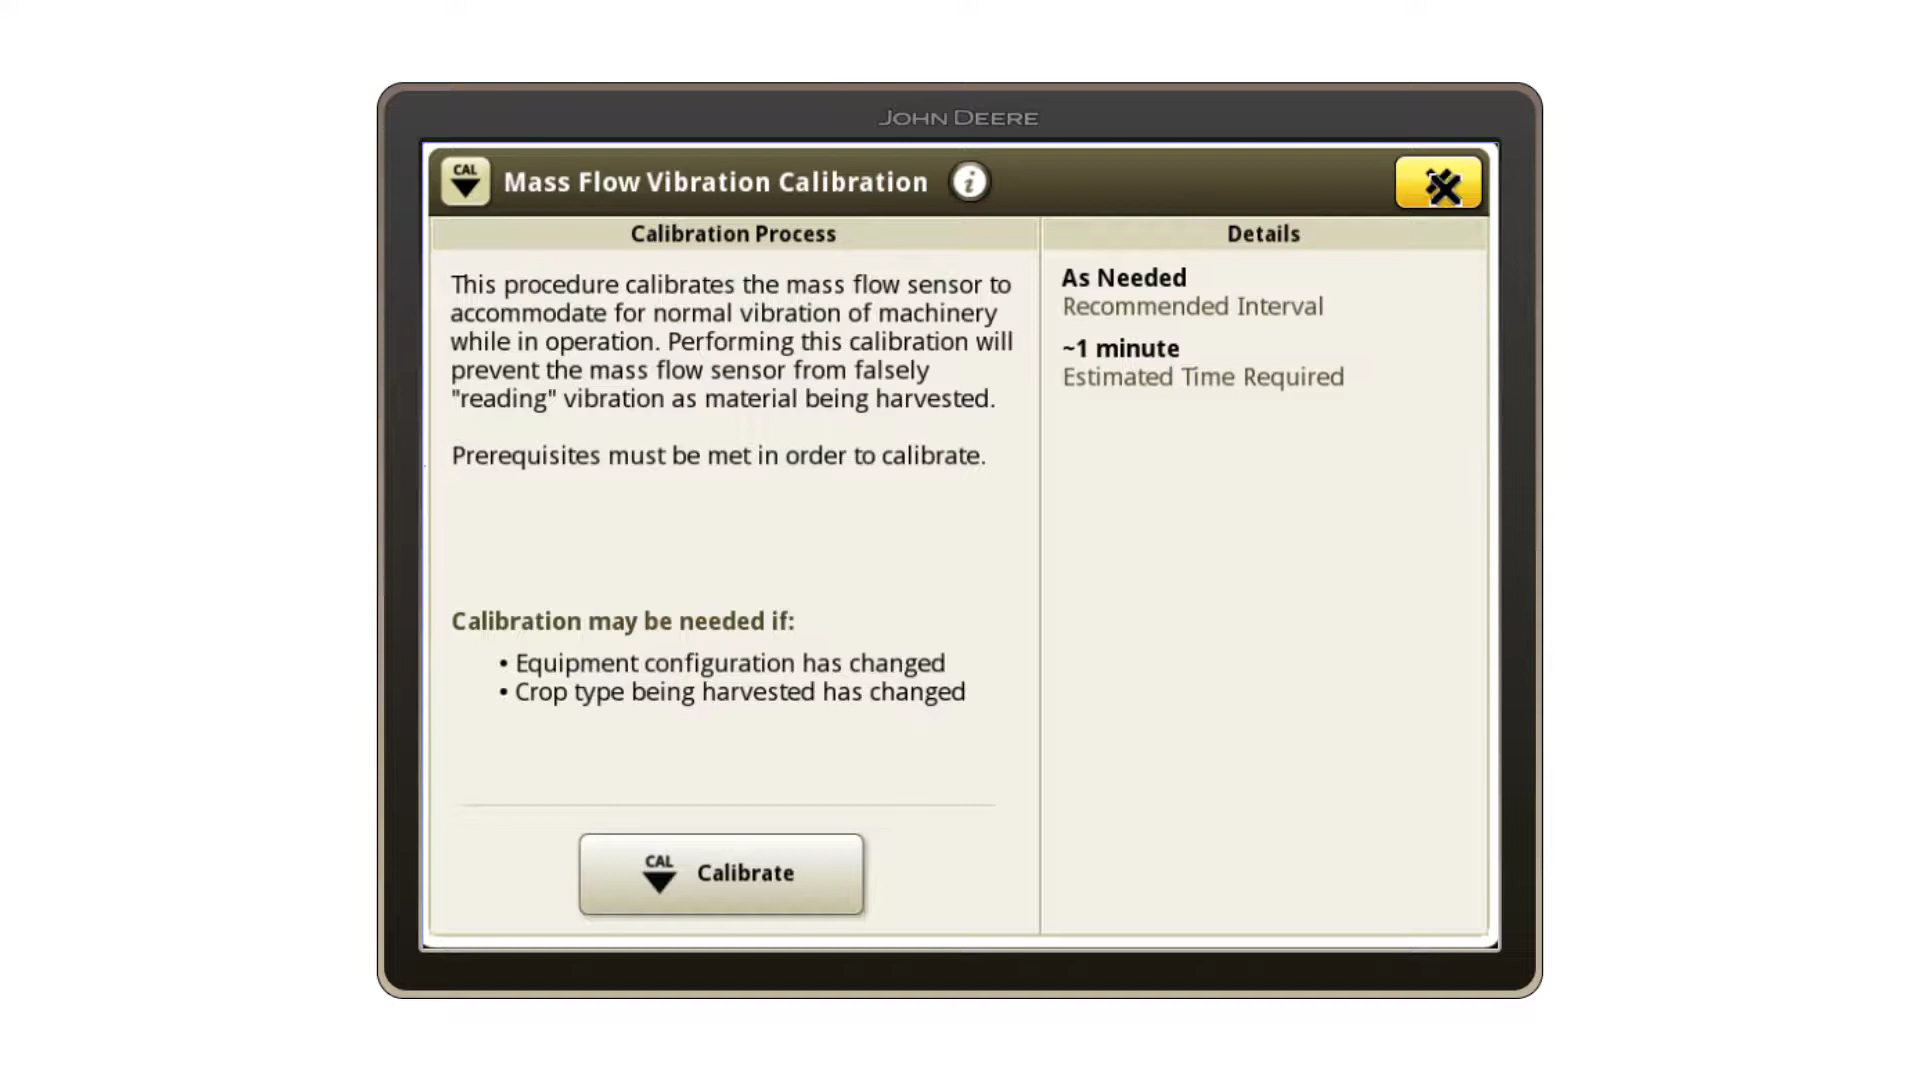 JOHN DEERE
CAL
Mass Flow Vibration Calibration
i
Calibration Process
This procedure calibrates the mass flow sensor to
accommodate for normal vibration of machinery
while in operation. Performing this calibration will
prevent the mass flow sensor from falsely
"reading" vibration as material being harvested.
Prerequisites must be met in order to calibrate.
Calibration may be needed if:
• Equipment configuration has changed
• Crop type being harvested has changed
CAL
Calibrate
Details
As Needed
Recommended Interval
~1 minute
Estimated Time Required